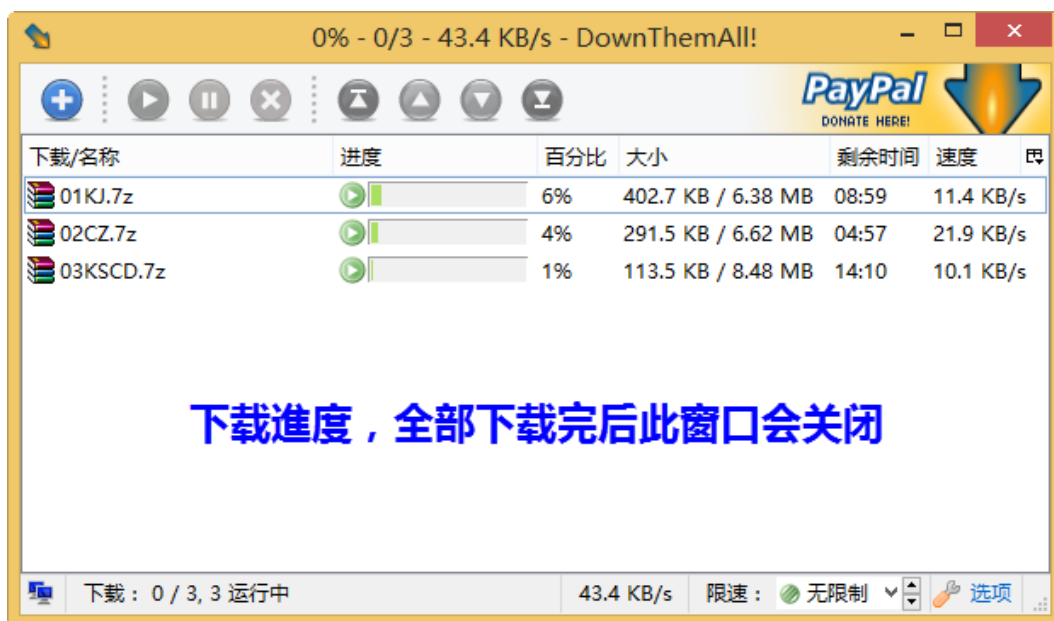 0% - 0/3 - 43.4 KB/s - DownThemAll!
PayPal
DONATE HERE!
下载/名称 进度 百分比 大小 剩余时间 速度
01KJ.7z 6% 402.7 KB / 6.38 MB 08:59 11.4 KB/s
02CZ.7z 4% 291.5 KB / 6.62 MB 04:57 21.9 KB/s
03KSCD.7z 1% 113.5 KB / 8.48 MB 14:10 10.1 KB/s
下载進度，全部下载完后此窗口会关闭
下载： 0 / 3, 3 运行中 43.4 KB/s 限速： 无限制 选项